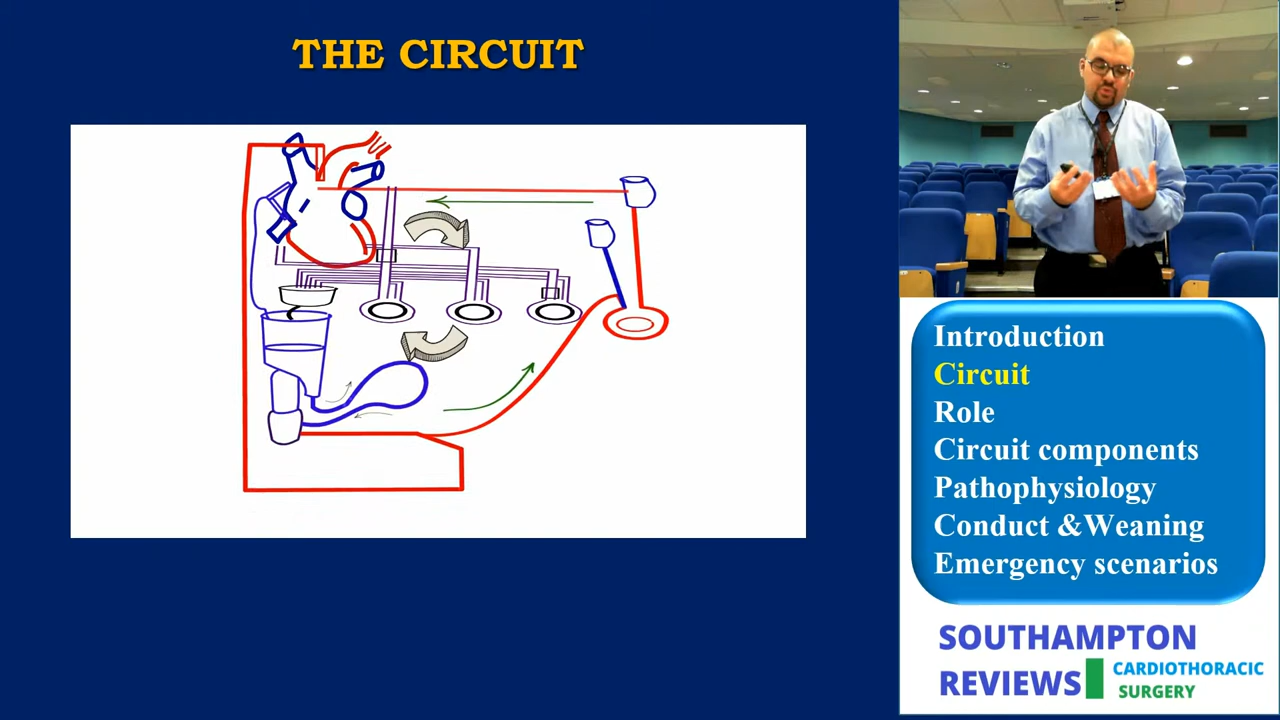 THE CIRCUIT
Introduction
Circuit
Role
Circuit components
Pathophysiology
Conduct &Weaning
Emergency scenarios
SOUTHAMPTON
REVIEWS
CARDIOTHORACIC
SURGERY